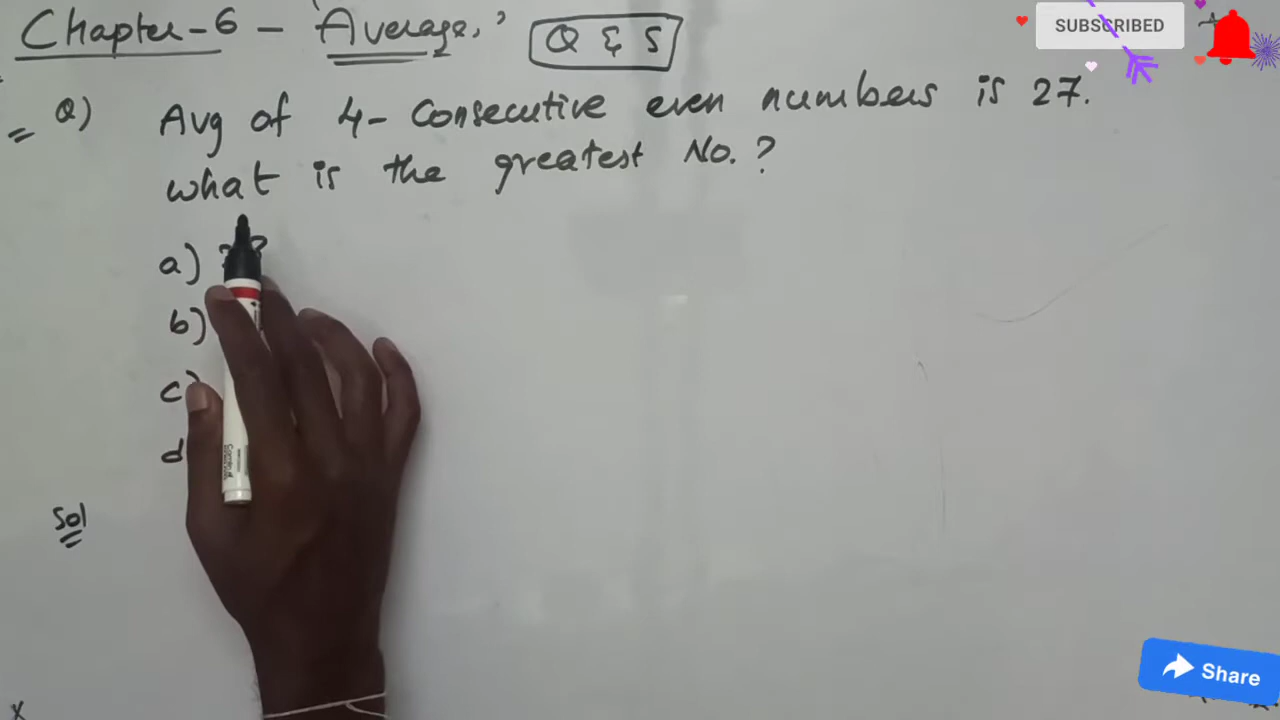 Chapter-6 - 'Average,' Q & S
SUBSCRIBED
Q) Avg of 4- Consecutive even numbers is 27.
what is the greatest No.?
a)
b)
c)
d
Sol
Share